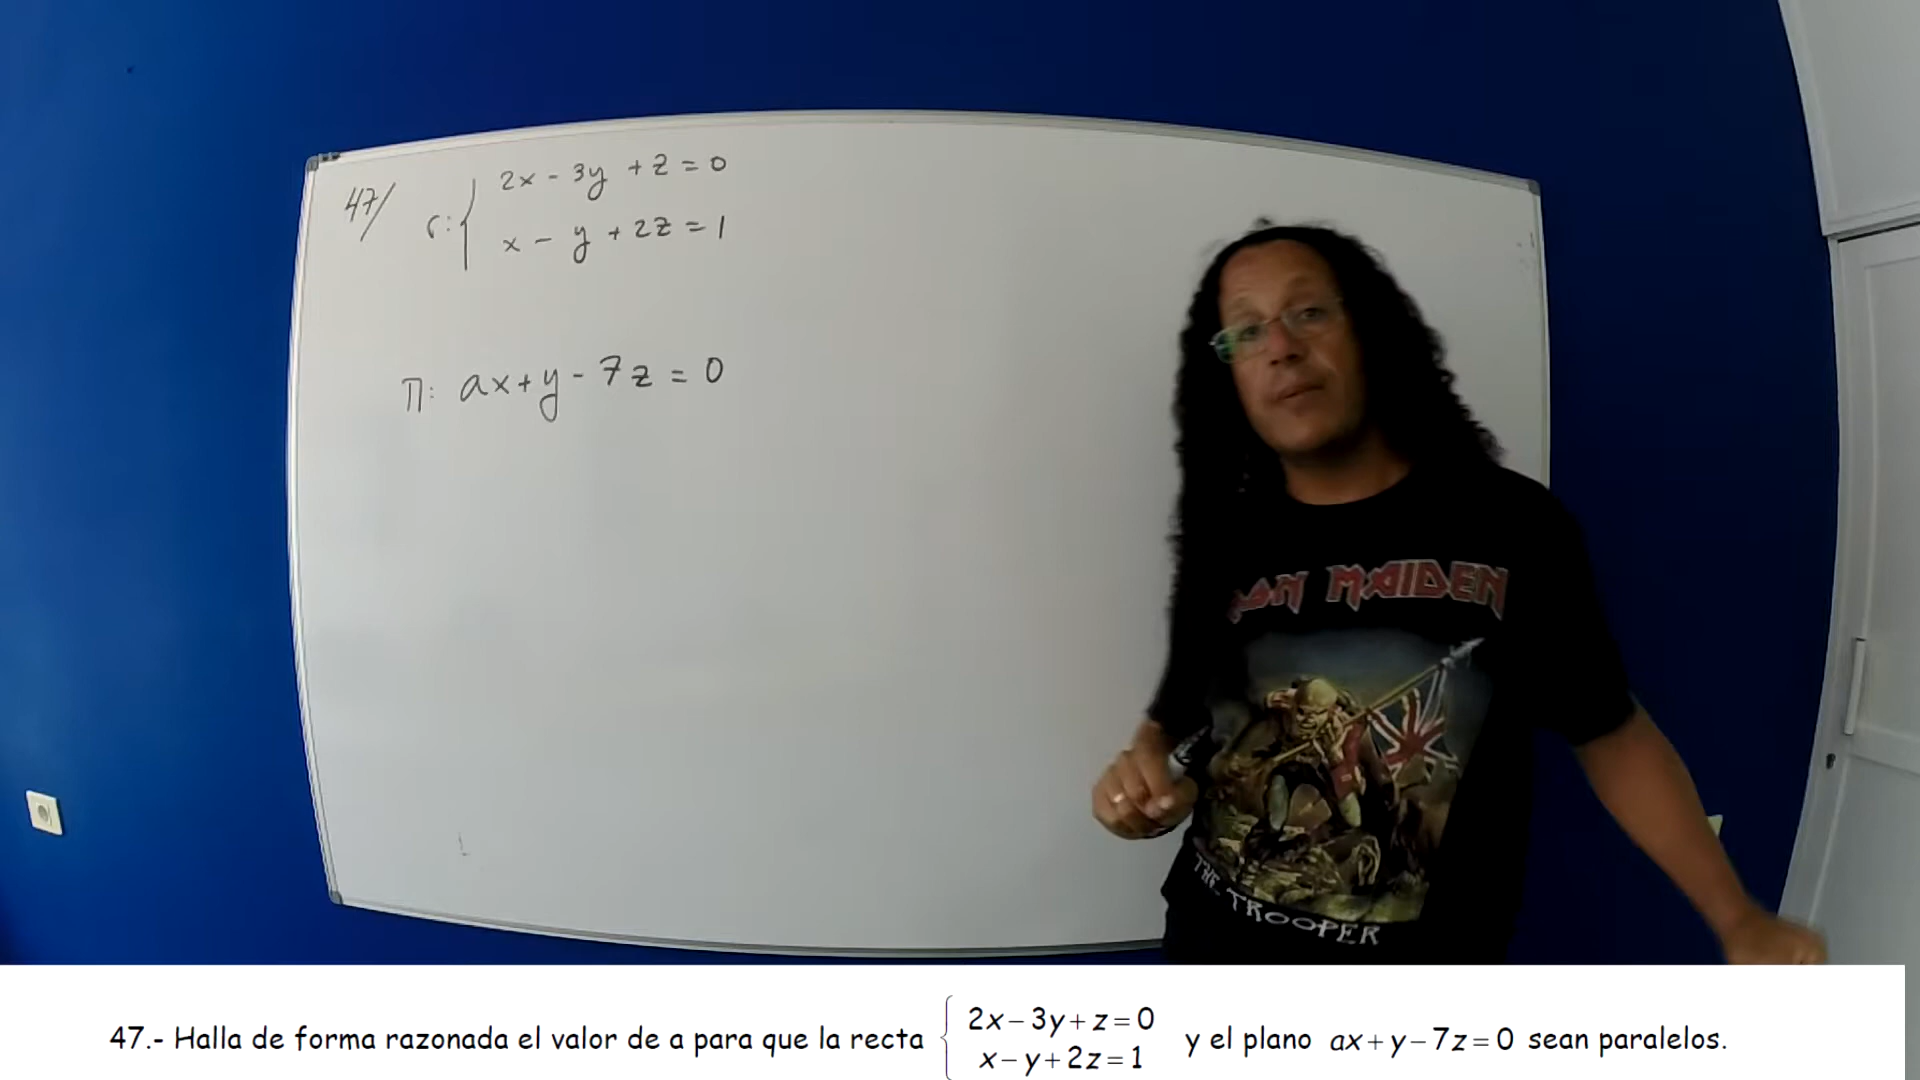 47/ r: { 2x - 3y + z = 0
x - y + 2z = 1
π: ax + y - 7z = 0
IRON MAIDEN
THE TROOPER
47.- Halla de forma razonada el valor de a para que la recta { 2x - 3y + z = 0
x - y + 2z = 1 y el plano ax + y - 7z = 0 sean paralelos.